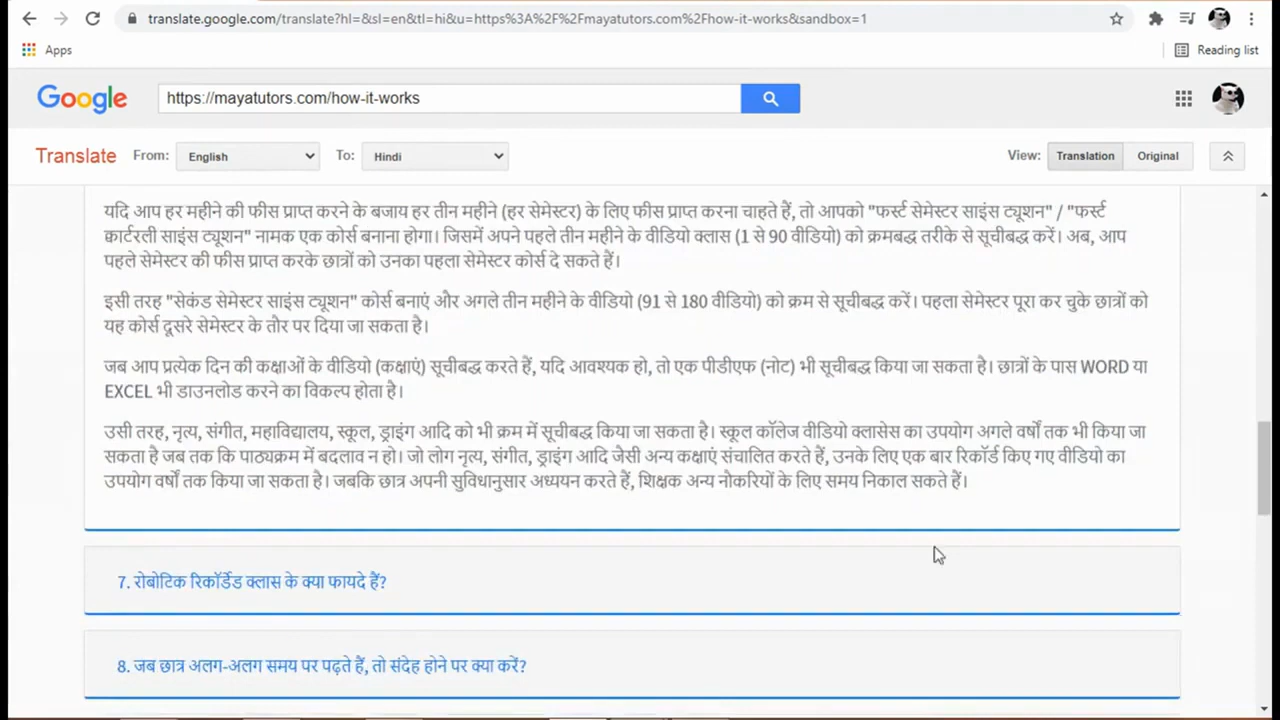 translate.google.com/translate?hl=&sl=en&tl=hi&u=https%3A%2F%2Fmayatutors.com%2Fhow-it-works&sandbox=1
Apps
Reading list
Google
https://mayatutors.com/how-it-works
Translate From: English To: Hindi View: Translation Original
यदि आप हर महीने की फीस प्राप्त करने के बजाय हर तीन महीने (हर सेमेस्टर) के लिए फीस प्राप्त करना चाहते हैं, तो आपको "फर्स्ट सेमेस्टर साइंस ट्यूशन" / "फर्स्ट
क्वार्टरली साइंस ट्यूशन" नामक एक कोर्स बनाना होगा। जिसमें अपने पहले तीन महीने के वीडियो क्लास (1 से 90 वीडियो) को क्रमबद्ध तरीके से सूचीबद्ध करें। अब, आप
पहले सेमेस्टर की फीस प्राप्त करके छात्रों को उनका पहला सेमेस्टर कोर्स दे सकते हैं।
इसी तरह "सेकंड सेमेस्टर साइंस ट्यूशन" कोर्स बनाएं और अगले तीन महीने के वीडियो (91 से 180 वीडियो) को क्रम से सूचीबद्ध करें। पहला सेमेस्टर पूरा कर चुके छात्रों को
यह कोर्स दूसरे सेमेस्टर के तौर पर दिया जा सकता है।
जब आप प्रत्येक दिन की कक्षाओं के वीडियो (कक्षाएं) सूचीबद्ध करते हैं, यदि आवश्यक हो, तो एक पीडीएफ (नोट) भी सूचीबद्ध किया जा सकता है। छात्रों के पास WORD या
EXCEL भी डाउनलोड करने का विकल्प होता है।
उसी तरह, नृत्य, संगीत, महाविद्यालय, स्कूल, ड्राइंग आदि को भी क्रम में सूचीबद्ध किया जा सकता है। स्कूल कॉलेज वीडियो क्लासेस का उपयोग अगले वर्षों तक भी किया जा
सकता है जब तक कि पाठ्यक्रम में बदलाव न हो। जो लोग नृत्य, संगीत, ड्राइंग आदि जैसी अन्य कक्षाएं संचालित करते हैं, उनके लिए एक बार रिकॉर्ड किए गए वीडियो का
उपयोग वर्षों तक किया जा सकता है। जबकि छात्र अपनी सुविधानुसार अध्ययन करते हैं, शिक्षक अन्य नौकरियों के लिए समय निकाल सकते हैं।
7. रोबोटिक रिकॉर्डेड क्लास के क्या फायदे हैं?
8. जब छात्र अलग-अलग समय पर पढ़ते हैं, तो संदेह होने पर क्या करें?